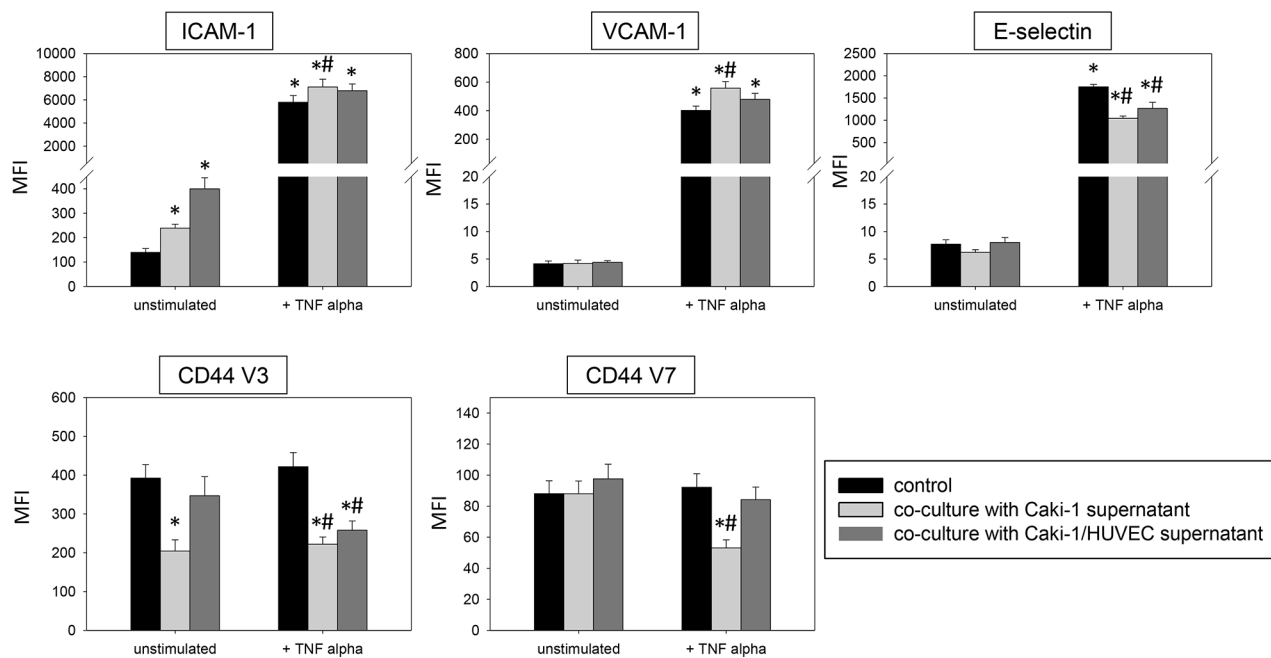 ICAM-1
VCAM-1
E-selectin
10000
8000
6000
4000
2000
400
300
200
100
0
MFI
* *# *
* *
unstimulated
+ TNF alpha
800
600
400
200
20
15
10
5
0
MFI
* *# *
unstimulated
+ TNF alpha
2500
2000
1500
1000
500
20
15
10
5
0
MFI
* *# *#
unstimulated
+ TNF alpha
CD44 V3
CD44 V7
600
500
400
300
200
100
0
MFI
* *# *#
unstimulated
+ TNF alpha
140
120
100
80
60
40
20
0
MFI
*#
unstimulated
+ TNF alpha
control
co-culture with Caki-1 supernatant
co-culture with Caki-1/HUVEC supernatant